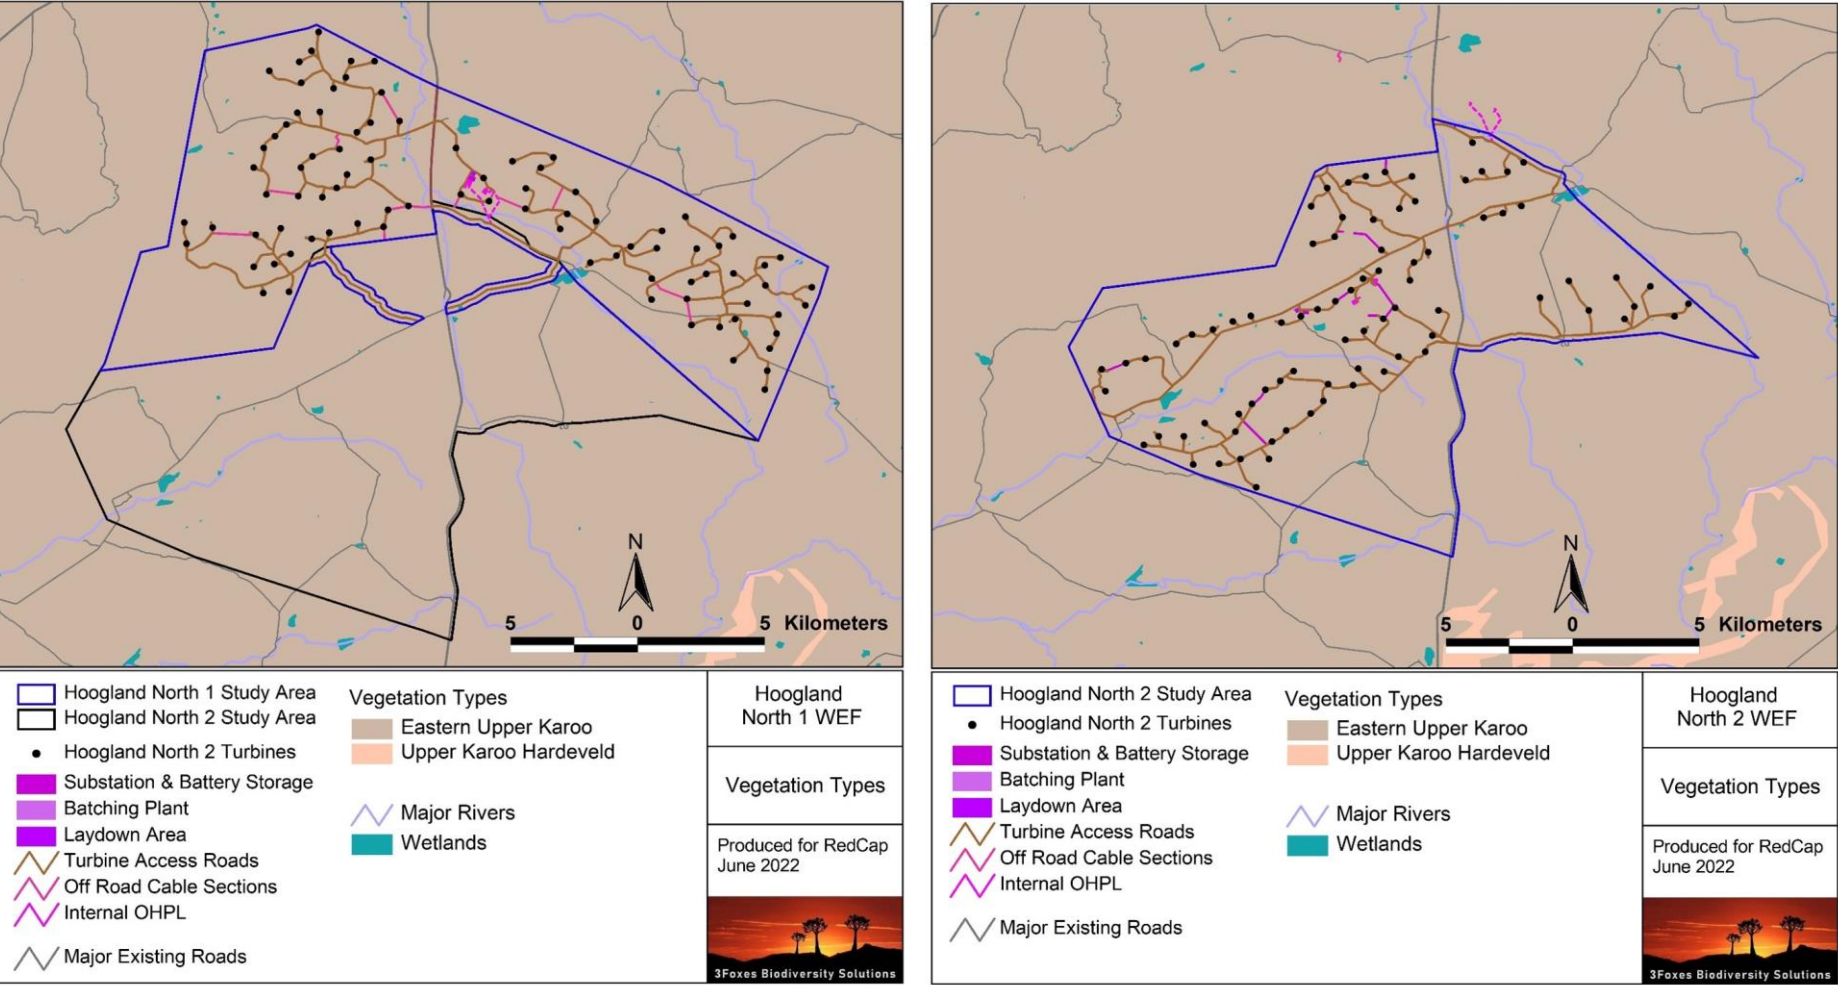 N
5 0 5 Kilometers
Hoogland North 1 Study Area
Hoogland North 2 Study Area
Hoogland North 2 Turbines
Substation & Battery Storage
Batching Plant
Laydown Area
Turbine Access Roads
Off Road Cable Sections
Internal OHPL
Major Existing Roads
Vegetation Types
Eastern Upper Karoo
Upper Karoo Hardeveld
Major Rivers
Wetlands
Hoogland
North 1 WEF
Vegetation Types
Produced for RedCap
June 2022
3Foxes Biodiversity Solutions
N
5 0 5 Kilometers
Hoogland North 2 Study Area
Hoogland North 2 Turbines
Substation & Battery Storage
Batching Plant
Laydown Area
Turbine Access Roads
Off Road Cable Sections
Internal OHPL
Major Existing Roads
Vegetation Types
Eastern Upper Karoo
Upper Karoo Hardeveld
Major Rivers
Wetlands
Hoogland
North 2 WEF
Vegetation Types
Produced for RedCap
June 2022
3Foxes Biodiversity Solutions